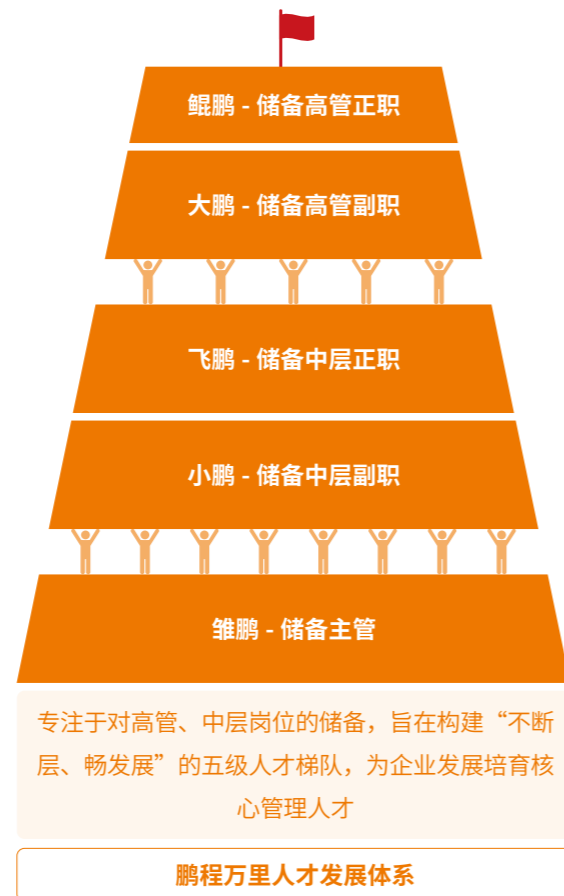 鲲鹏 - 储备高管正职
大鹏 - 储备高管副职
飞鹏 - 储备中层正职
小鹏 - 储备中层副职
雏鹏 - 储备主管
专注于对高管、中层岗位的储备，旨在构建“不断
层、畅发展”的五级人才梯队，为企业发展培育核
心管理人才
鹏程万里人才发展体系